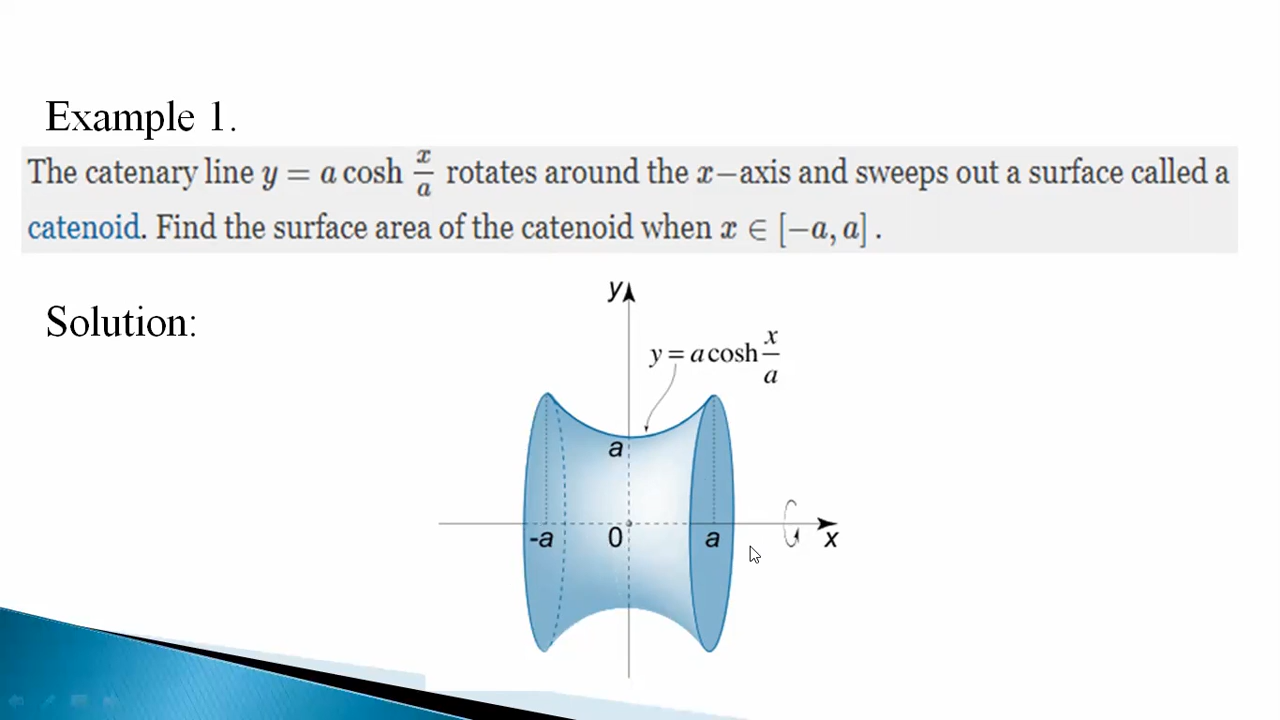 Example 1.
The catenary line y = a cosh x/a rotates around the x−axis and sweeps out a surface called a
catenoid. Find the surface area of the catenoid when x ∈ [−a, a] .
Solution:
y
y = a cosh x/a
a
-a 0 a x